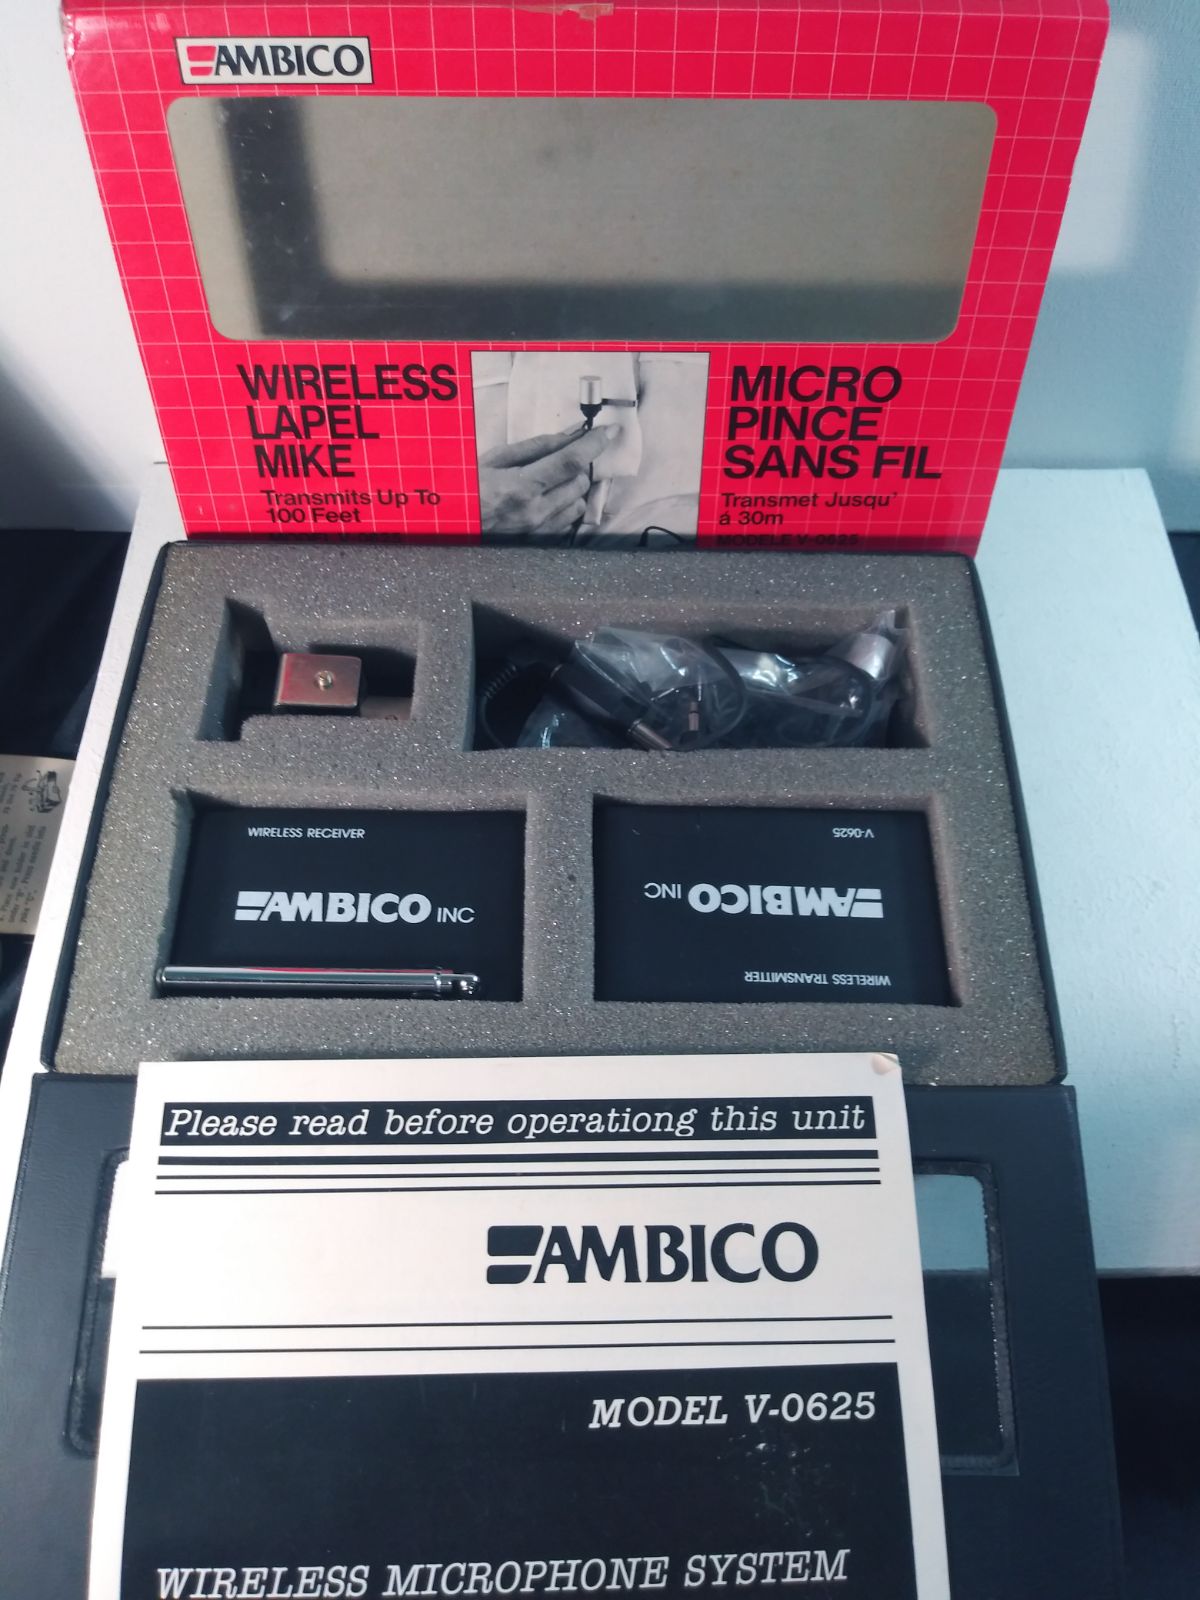 AMBICO
WIRELESS
LAPEL
MIKE
Transmits Up To
100 Feet
MODEL V-0625
MICRO
PINCE
SANS FIL
Transmet Jusqu'
á 30m
MODELE V-0625
WIRELESS RECEIVER
AMBICO INC
V-0625
AMBICO INC
WIRELESS TRANSMITTER
Please read before operationg this unit
AMBICO
MODEL V-0625
WIRELESS MICROPHONE SYSTEM